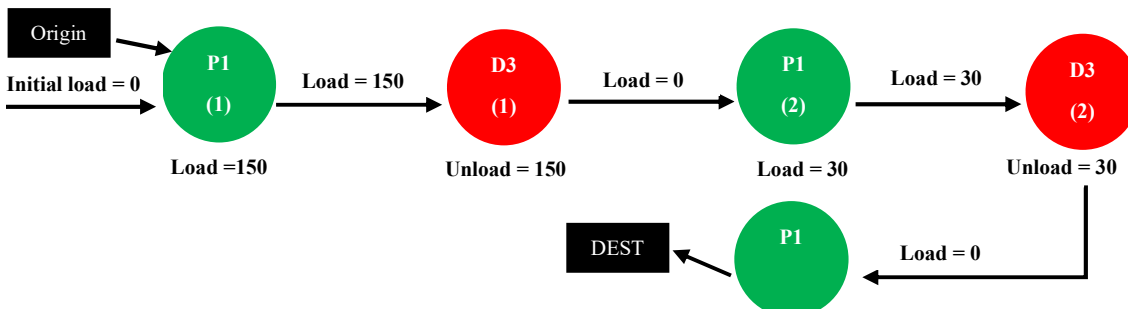 Origin
Initial load = 0
P1
(1)
Load = 150
D3
(1)
Load = 0
P1
(2)
Load = 30
D3
(2)
Load =150
Unload = 150
Load = 30
Unload = 30
DEST
P1
Load = 0